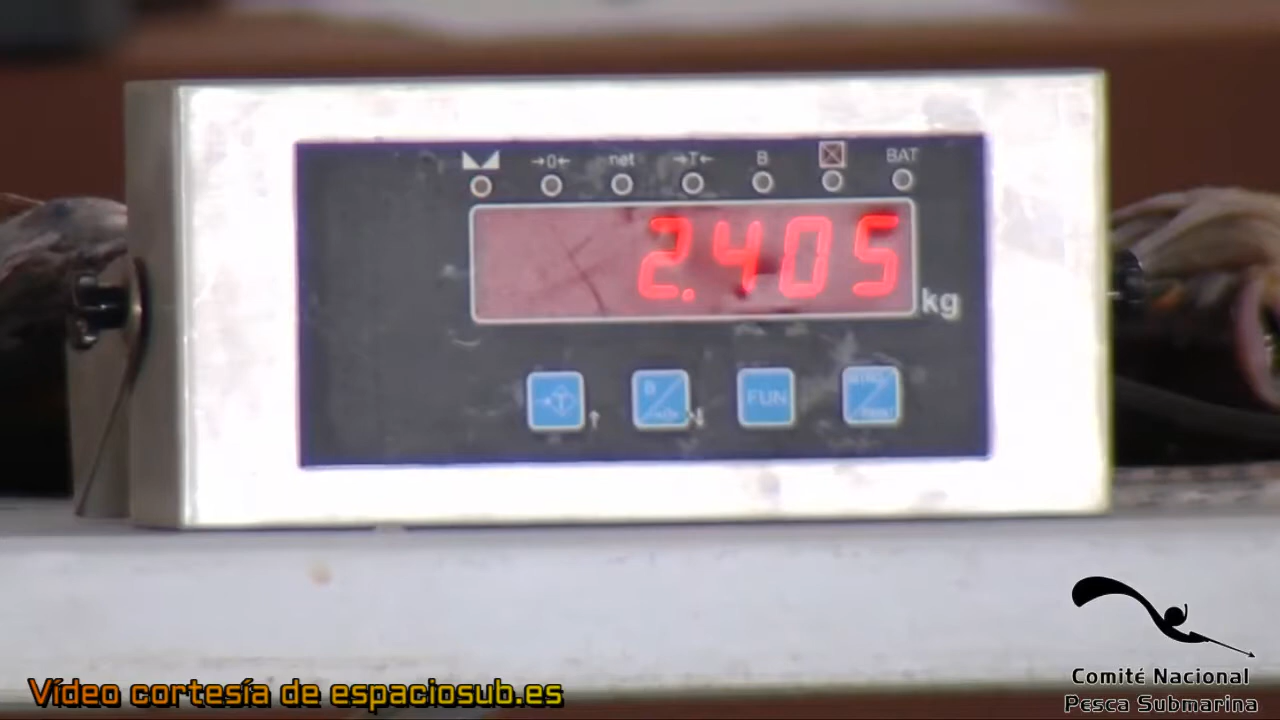 →0← net →T← B BAT
2.405
kg
B
FUN
Vídeo cortesía de espaciosub.es
Comité Nacional
Pesca Submarina